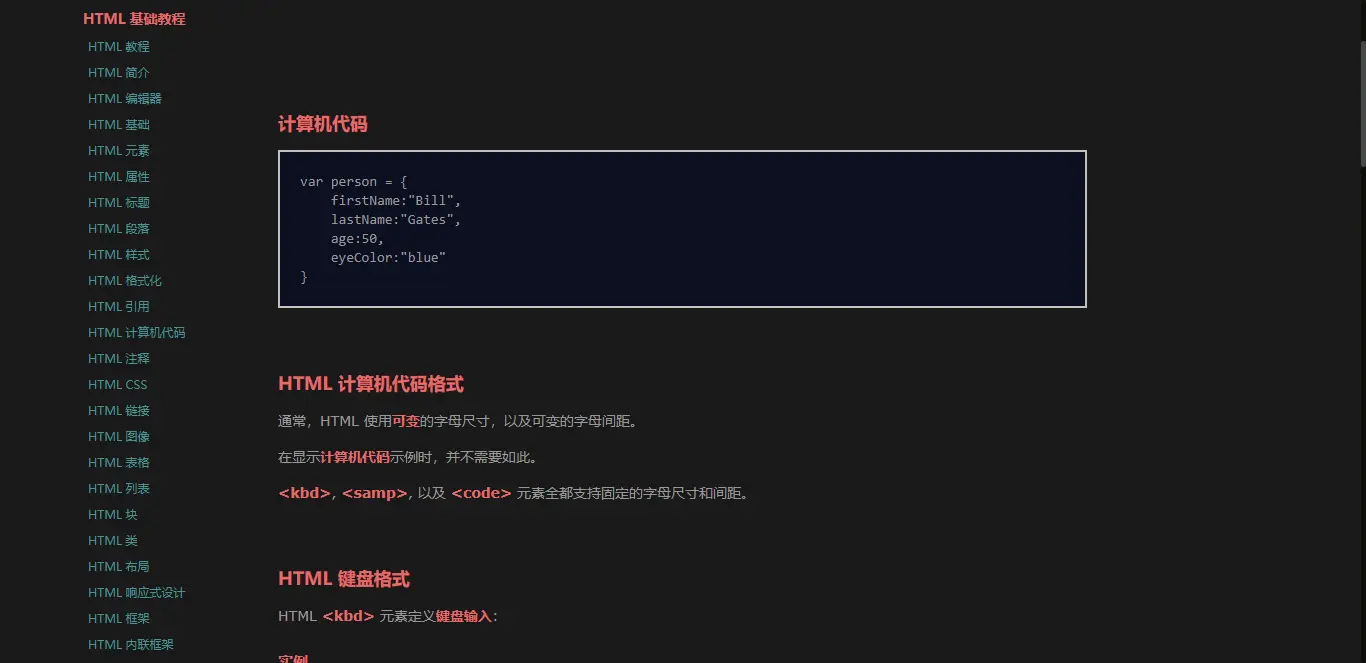 HTML 基础教程
HTML 教程
HTML 简介
HTML 编辑器
HTML 基础
HTML 元素
HTML 属性
HTML 标题
HTML 段落
HTML 样式
HTML 格式化
HTML 引用
HTML 计算机代码
HTML 注释
HTML CSS
HTML 链接
HTML 图像
HTML 表格
HTML 列表
HTML 块
HTML 类
HTML 布局
HTML 响应式设计
HTML 框架
HTML 内联框架
计算机代码
var person = {
    firstName:"Bill",
    lastName:"Gates",
    age:50,
    eyeColor:"blue"
}
HTML 计算机代码格式
通常，HTML 使用可变的字母尺寸，以及可变的字母间距。
在显示计算机代码示例时，并不需要如此。
<kbd>, <samp>, 以及 <code> 元素全都支持固定的字母尺寸和间距。
HTML 键盘格式
HTML <kbd> 元素定义键盘输入：
实例